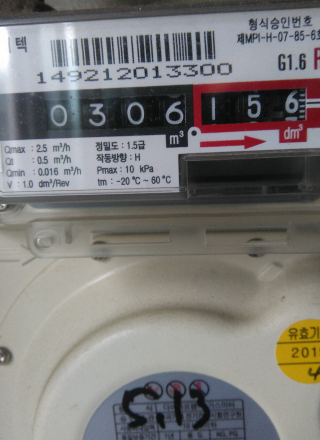 텍
형식승인번호
제MPI-H-07-85-6호
149212013300
G1.6
0306 156
m³
dm³
Qmax : 2.5 m³/h
Qt : 0.5 m³/h
Qmin : 0.016 m³/h
V : 1.0 dm³/Rev
정밀도 : 1.5급
작동방향 : H
Pmax : 10 kPa
tm : -20℃ ~ 60℃
유효기
201
4
5.13